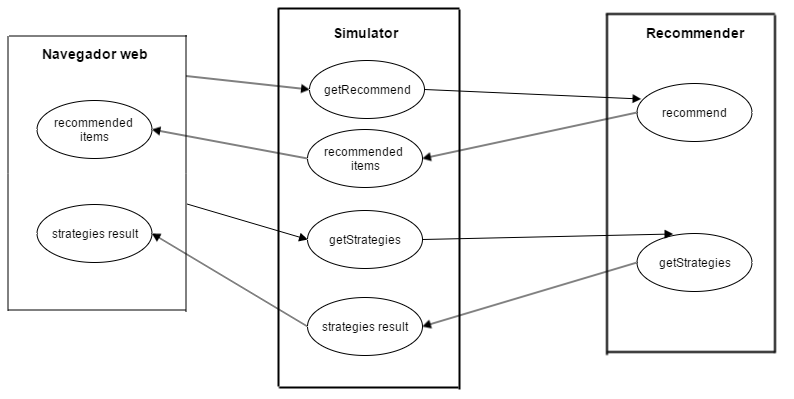 Navegador web
recommended
items
strategies result
Simulator
getRecommend
recommended
items
getStrategies
strategies result
Recommender
recommend
getStrategies